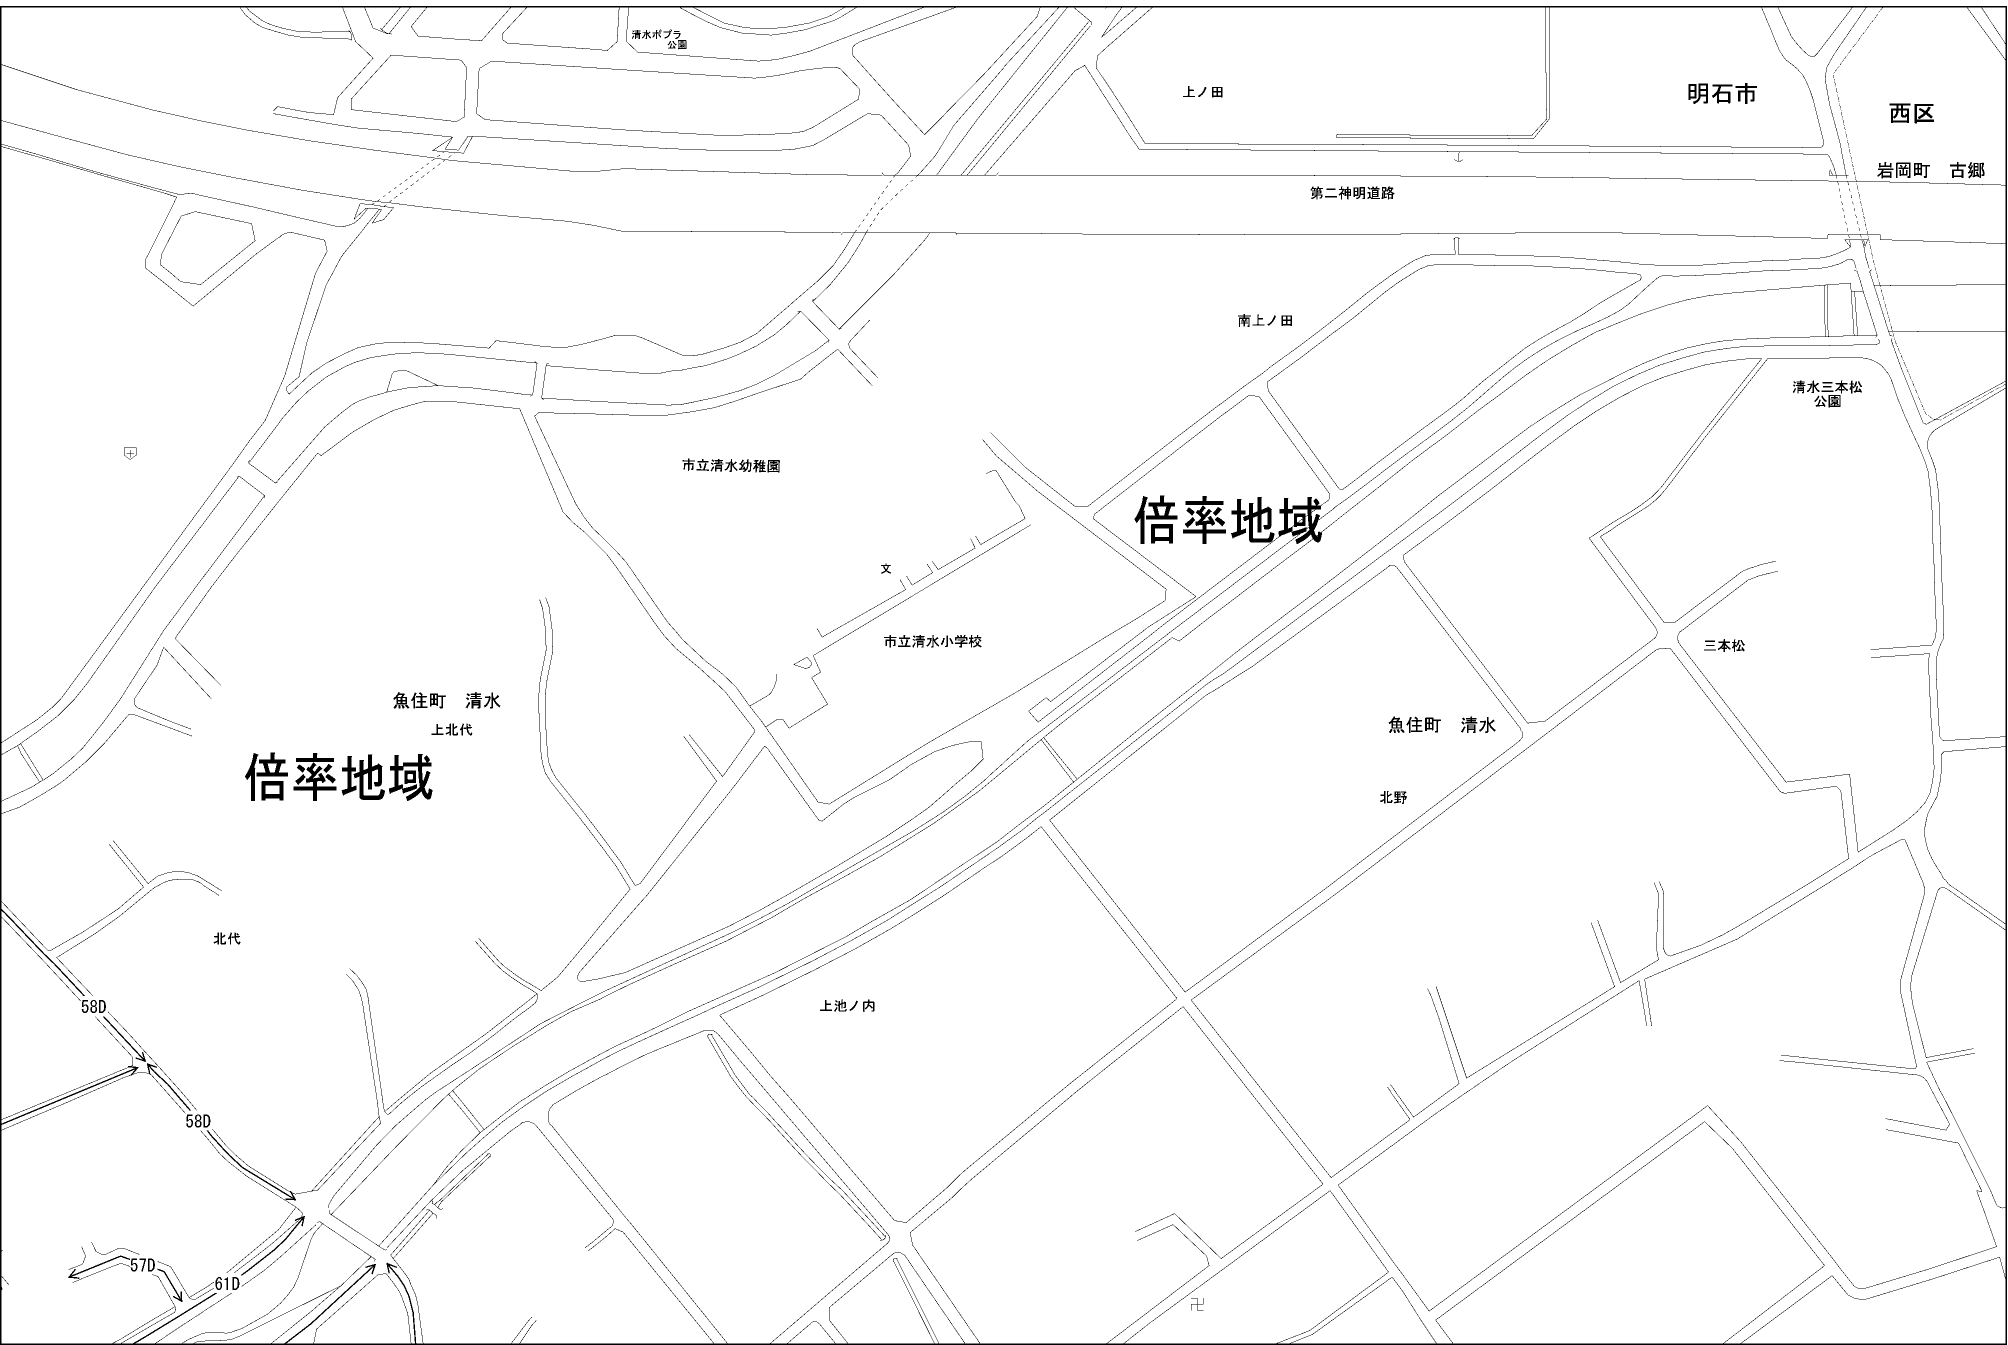 清水ポプラ
公園
上ノ田
明石市
西区
岩岡町　古郷
第二神明道路
南上ノ田
清水三本松
公園
市立清水幼稚園
倍率地域
文
市立清水小学校
三本松
魚住町　清水
上北代
魚住町　清水
倍率地域
北野
北代
58D
上池ノ内
58D
57D
61D